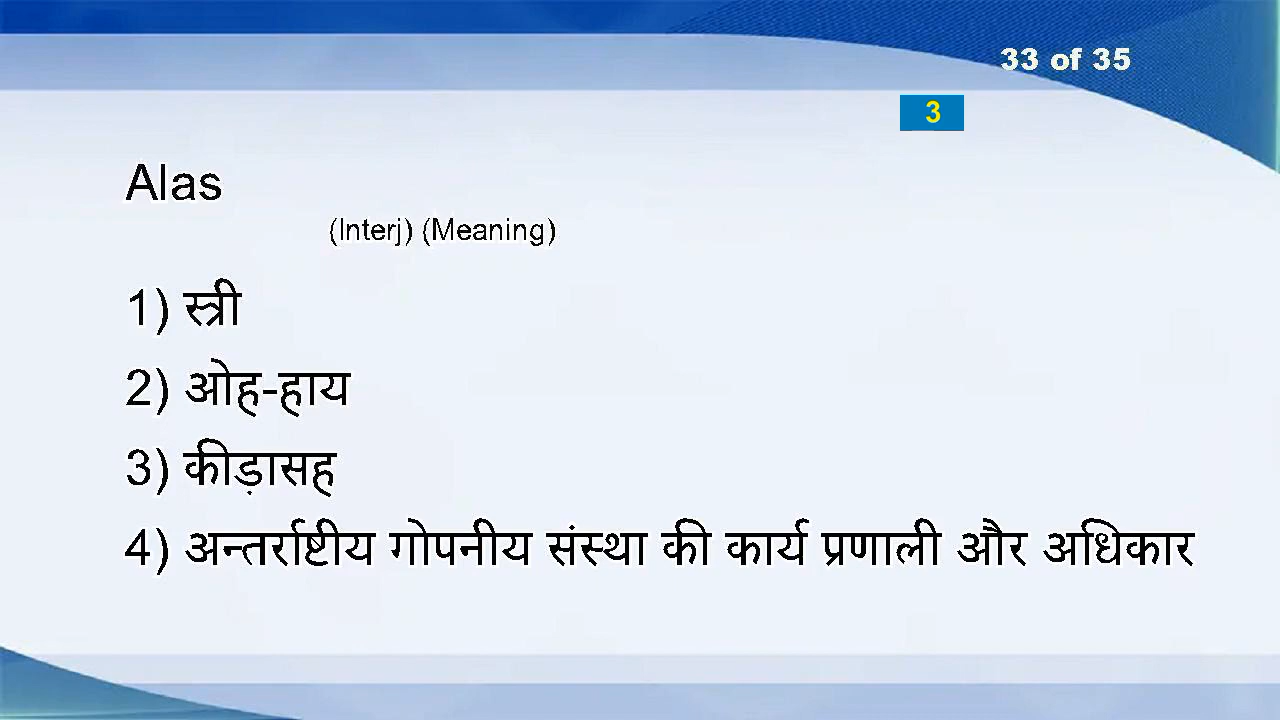 33 of 35
3
Alas
(Interj) (Meaning)
1) स्त्री
2) ओह-हाय
3) कीड़ासह
4) अन्तर्राष्टीय गोपनीय संस्था की कार्य प्रणाली और अधिकार